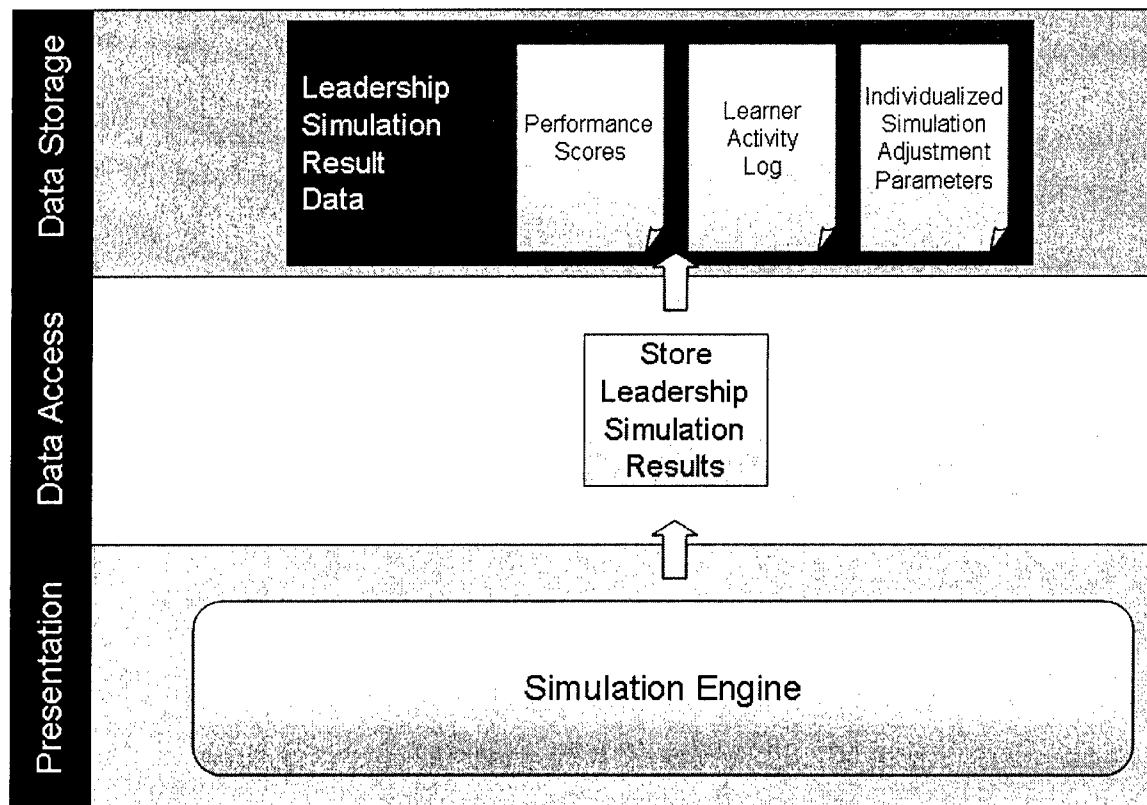 Data Storage
Leadership
Simulation
Result
Data
Performance
Scores
Learner
Activity
Log
Individualized
Simulation
Adjustment
Parameters
Data Access
Store
Leadership
Simulation
Results
Presentation
Simulation Engine